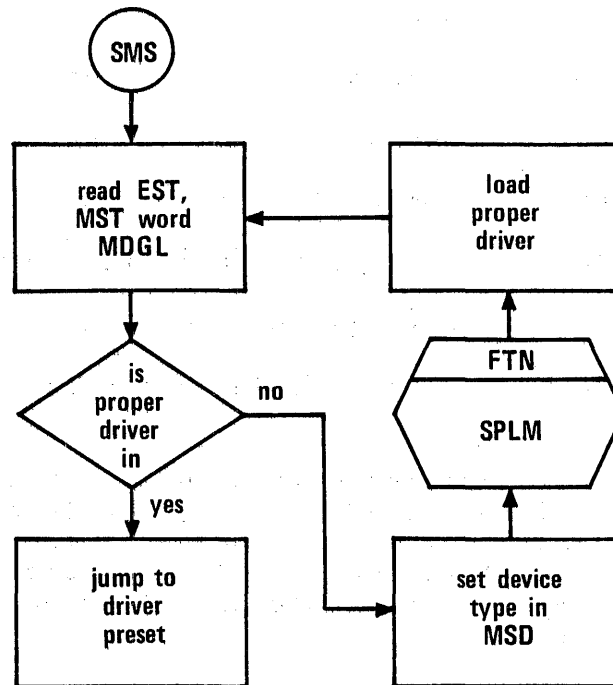 SMS
read EST,
MST word
MDGL
load
proper
driver
is
proper
driver
in
no
yes
FTN
SPLM
jump to
driver
preset
set device
type in
MSD